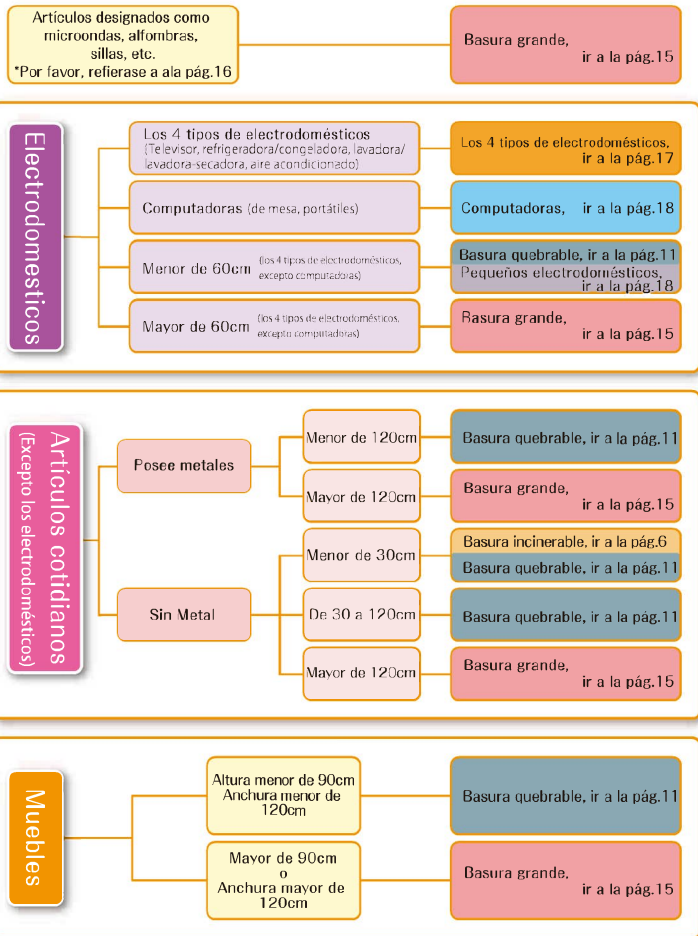 Artículos designados como
microondas, alfombras,
sillas, etc.
*Por favor, refierase a ala pág.16
Basura grande,
ir a la pág.15
Electrodomesticos
Los 4 tipos de electrodomésticos
(Televisor, refrigeradora/congeladora, lavadora/
lavadora-secadora, aire acondicionado)
Los 4 tipos de electrodomésticos,
ir a la pág.17
Computadoras (de mesa, portátiles)
Computadoras, ir a la pág.18
Menor de 60cm (los 4 tipos de electrodomésticos,
excepto computadoras)
Basura quebrable, ir a la pág.11
Pequeños electrodomésticos,
ir a la pág.18
Mayor de 60cm (los 4 tipos de electrodomésticos,
excepto computadoras)
Rasura grande,
ir a la pág.15
Artículos cotidianos
(Excepto los electrodomésticos)
Posee metales
Menor de 120cm
Basura quebrable, ir a la pág.11
Mayor de 120cm
Basura grande,
ir a la pág.15
Sin Metal
Menor de 30cm
Basura incinerable, ir a la pág.6
Basura quebrable, ir a la pág.11
De 30 a 120cm
Basura quebrable, ir a la pág.11
Mayor de 120cm
Basura grande,
ir a la pág.15
Muebles
Altura menor de 90cm
Anchura menor de
120cm
Basura quebrable, ir a la pág.11
Mayor de 90cm
o
Anchura mayor de
120cm
Basura grande,
ir a la pág.15